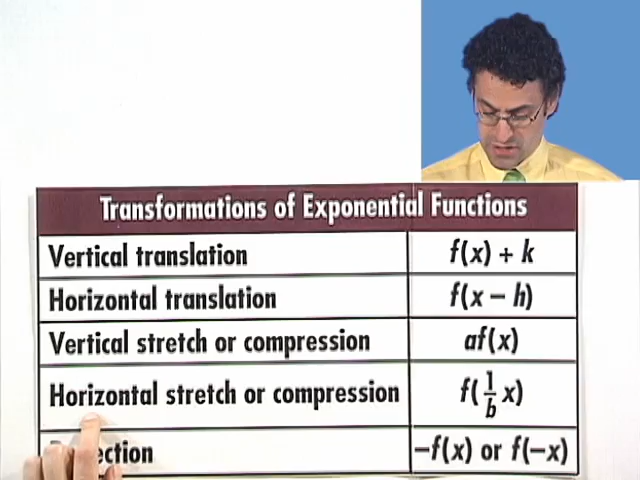 Transformations of Exponential Functions
Vertical translation f(x) + k
Horizontal translation f(x − h)
Vertical stretch or compression af(x)
Horizontal stretch or compression f(1/b x)
ection −f(x) or f(−x)